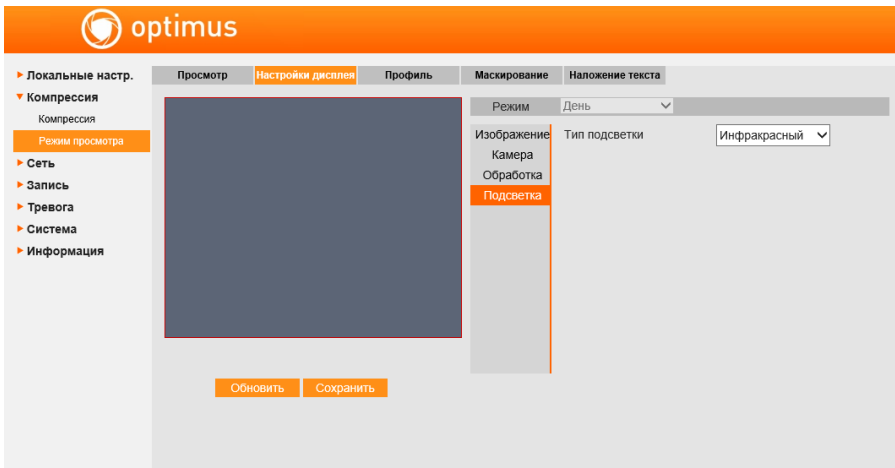 optimus
Локальные настр.
Компрессия
Компрессия
Режим просмотра
Сеть
Запись
Тревога
Система
Информация
Просмотр Настройки дисплея Профиль Маскирование Наложение текста
Режим День
Изображение Тип подсветки Инфракрасный
Камера
Обработка
Подсветка
Обновить Сохранить